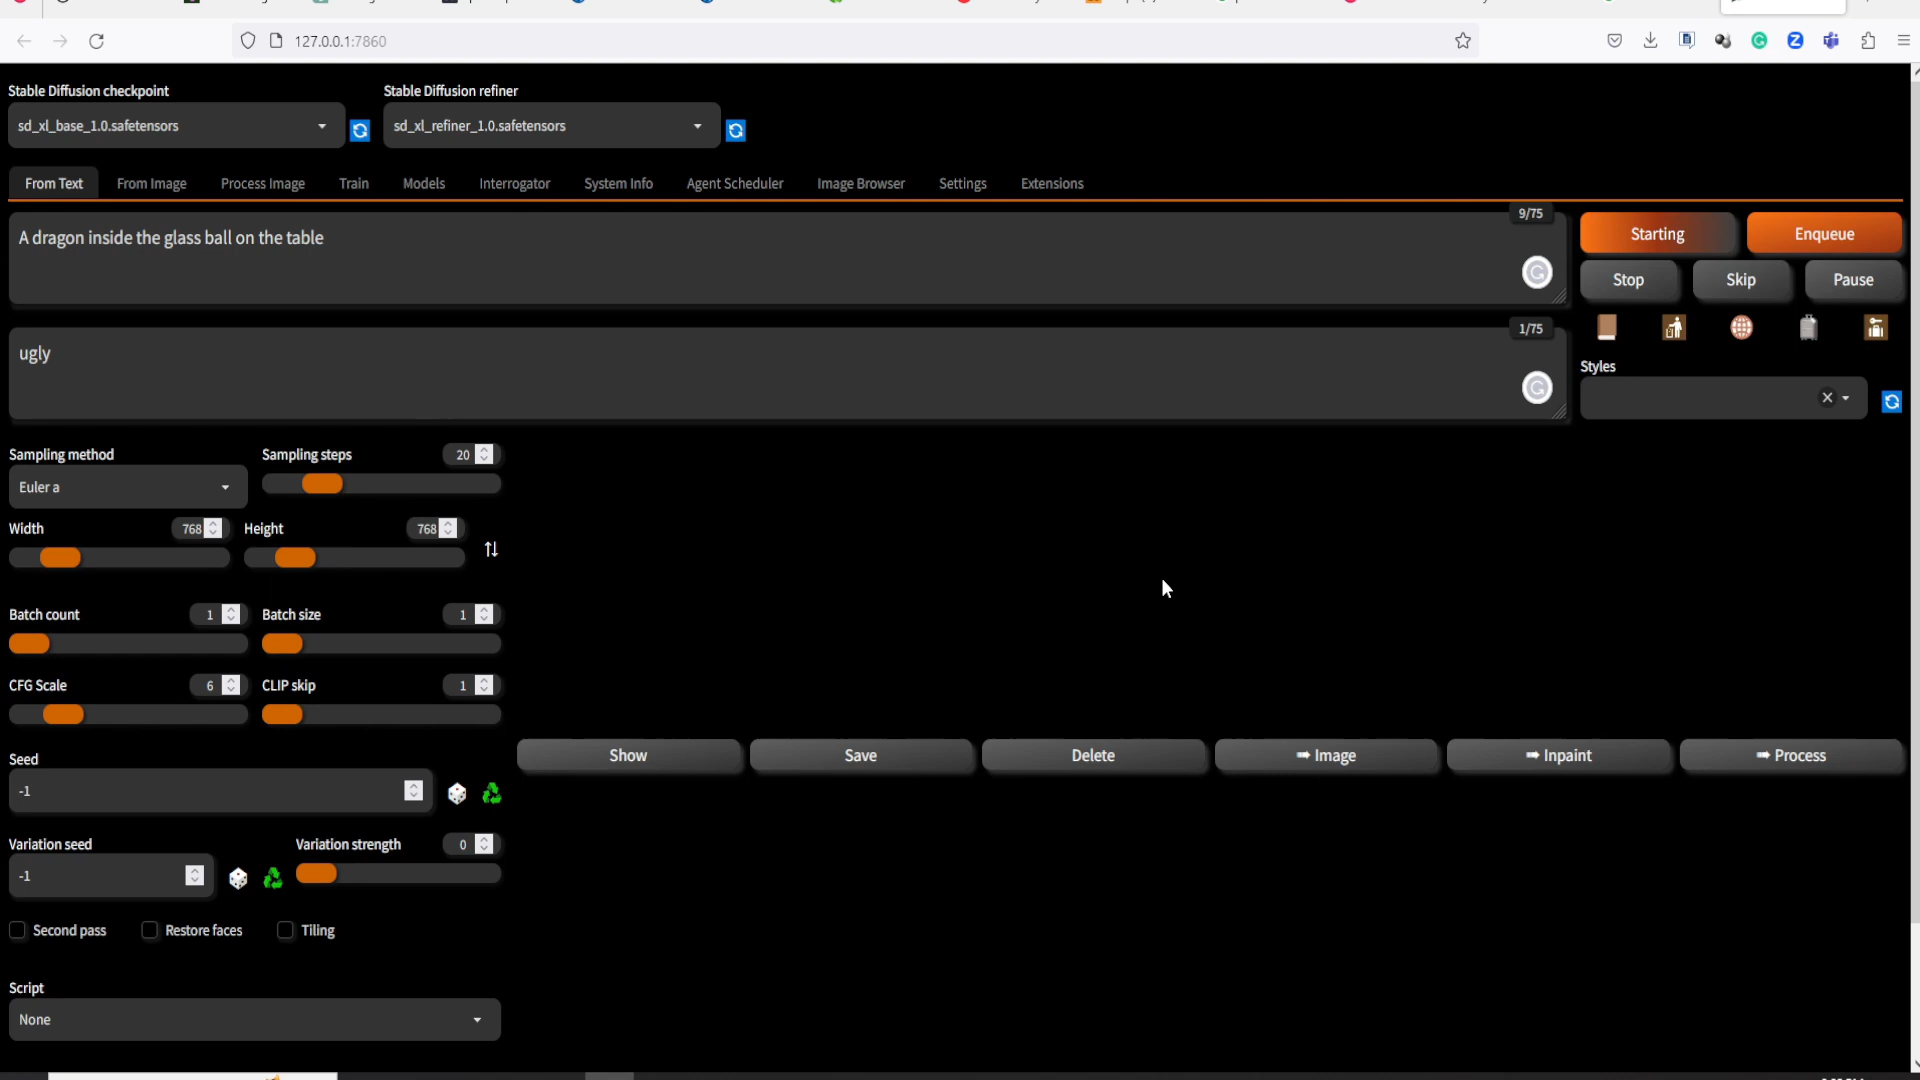 127.0.0.1:7860
Stable Diffusion checkpoint
Stable Diffusion refiner
sd_xl_base_1.0.safetensors
sd_xl_refiner_1.0.safetensors
From Text
From Image
Process Image
Train
Models
Interrogator
System Info
Agent Scheduler
Image Browser
Settings
Extensions
9/75
A dragon inside the glass ball on the table
Starting
Enqueue
Stop
Skip
Pause
1/75
ugly
Styles
Sampling method
Sampling steps
20
Euler a
Width
768
Height
768
Batch count
1
Batch size
1
CFG Scale
6
CLIP skip
1
Seed
-1
Show
Save
Delete
➠ Image
➠ Inpaint
➠ Process
Variation seed
-1
Variation strength
0
Second pass
Restore faces
Tiling
Script
None